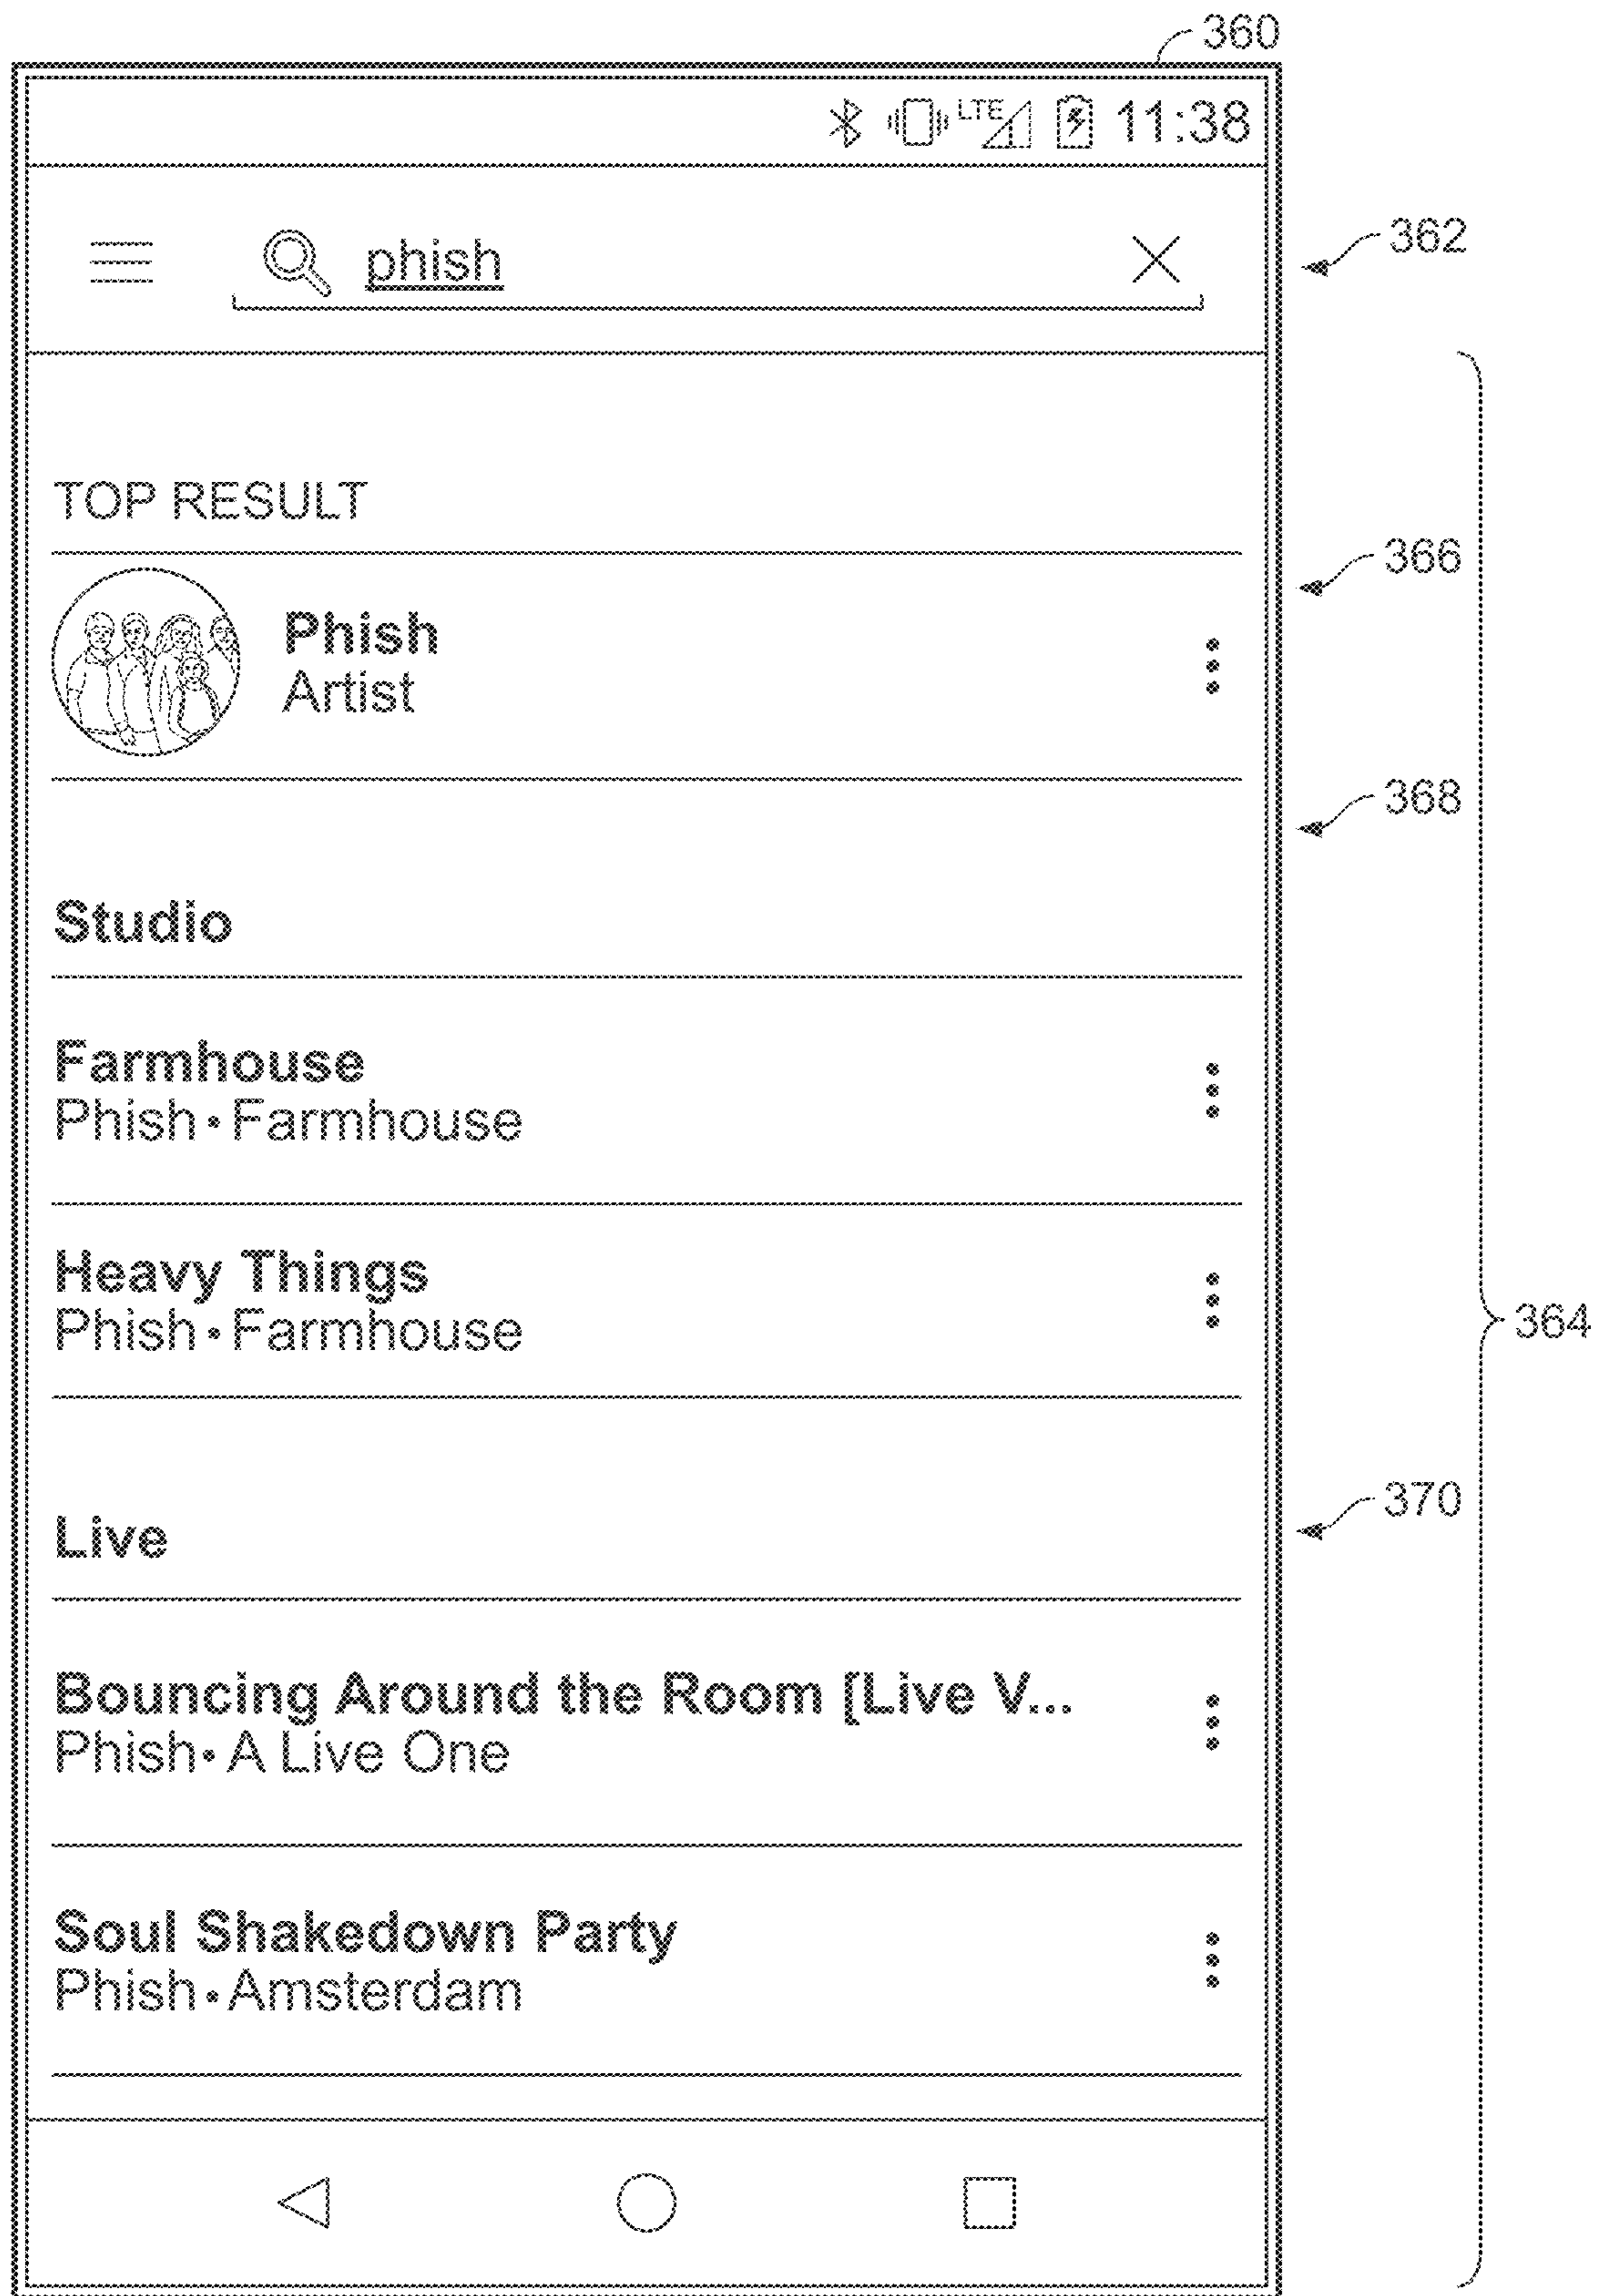 360
LTE 11:38
phish
362
TOP RESULT
366
Phish
Artist
368
Studio
Farmhouse
Phish • Farmhouse
Heavy Things
Phish • Farmhouse
364
370
Live
Bouncing Around the Room [Live V...
Phish • A Live One
Soul Shakedown Party
Phish • Amsterdam